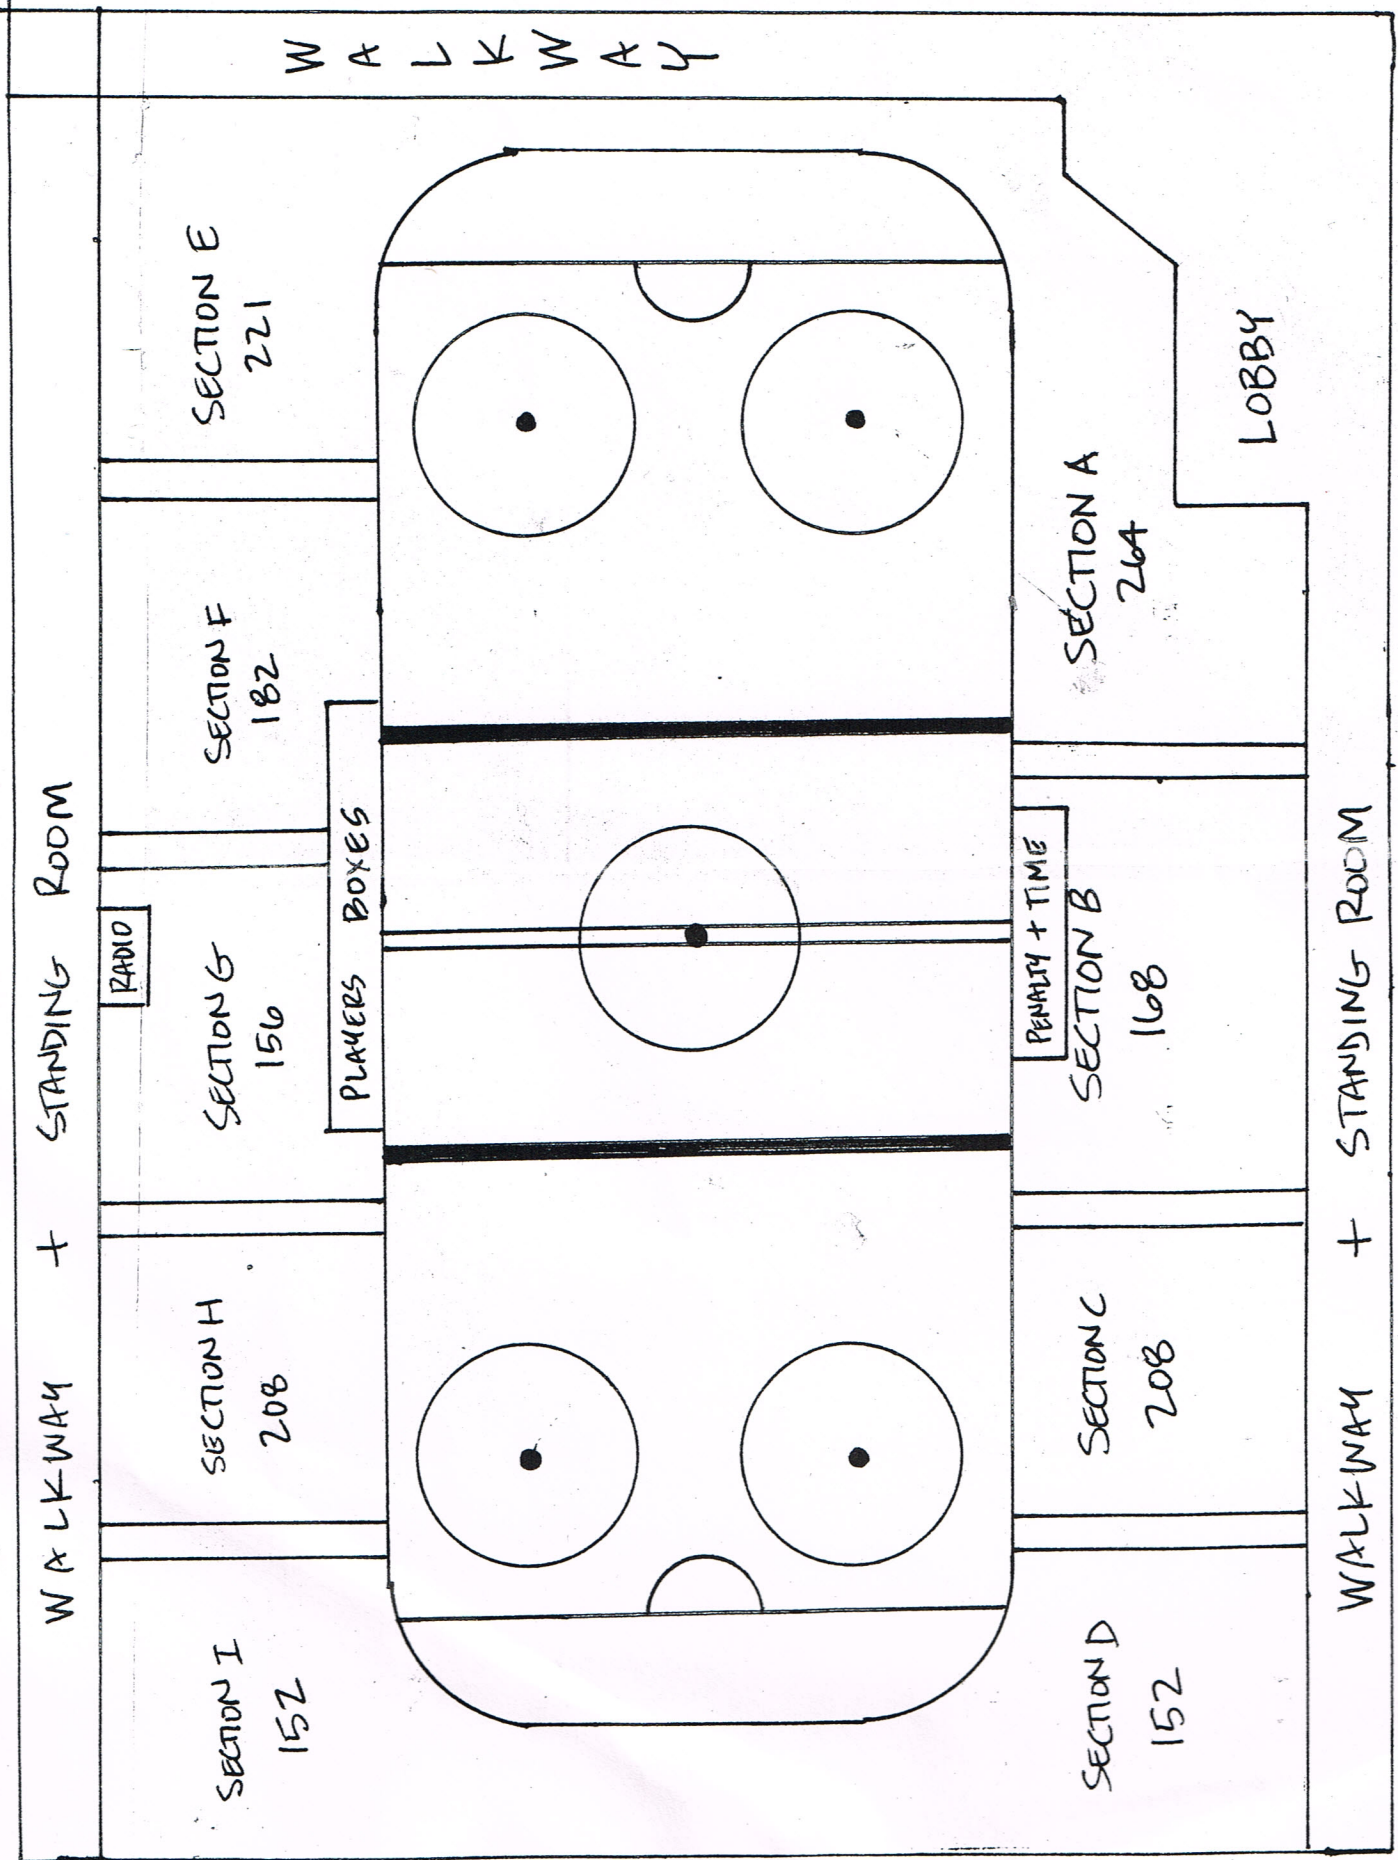 WALKWAY + STANDING ROOM
WALKWAY
RADIO
SECTION I
152
SECTION H
208
SECTION G
156
SECTION F
182
SECTION E
221
PLAYERS BOXES
PENALTY + TIME
SECTION D
152
SECTION C
208
SECTION B
168
SECTION A
264
LOBBY
WALKWAY + STANDING ROOM